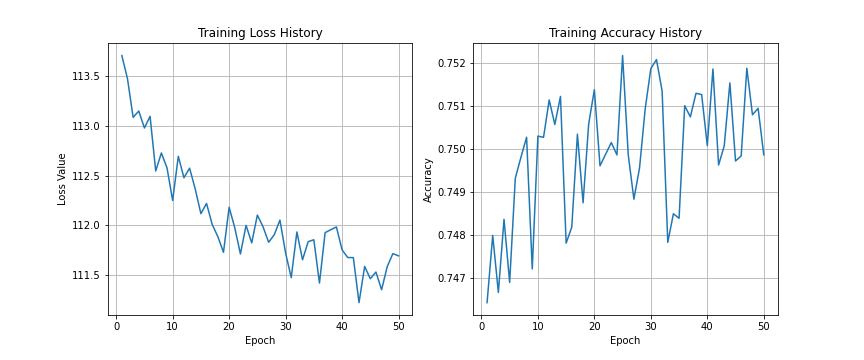 Training Loss History
113.5
113.0
112.5
112.0
111.5
Loss Value
0 10 20 30 40 50
Epoch
Training Accuracy History
0.752
0.751
0.750
0.749
0.748
0.747
Accuracy
0 10 20 30 40 50
Epoch